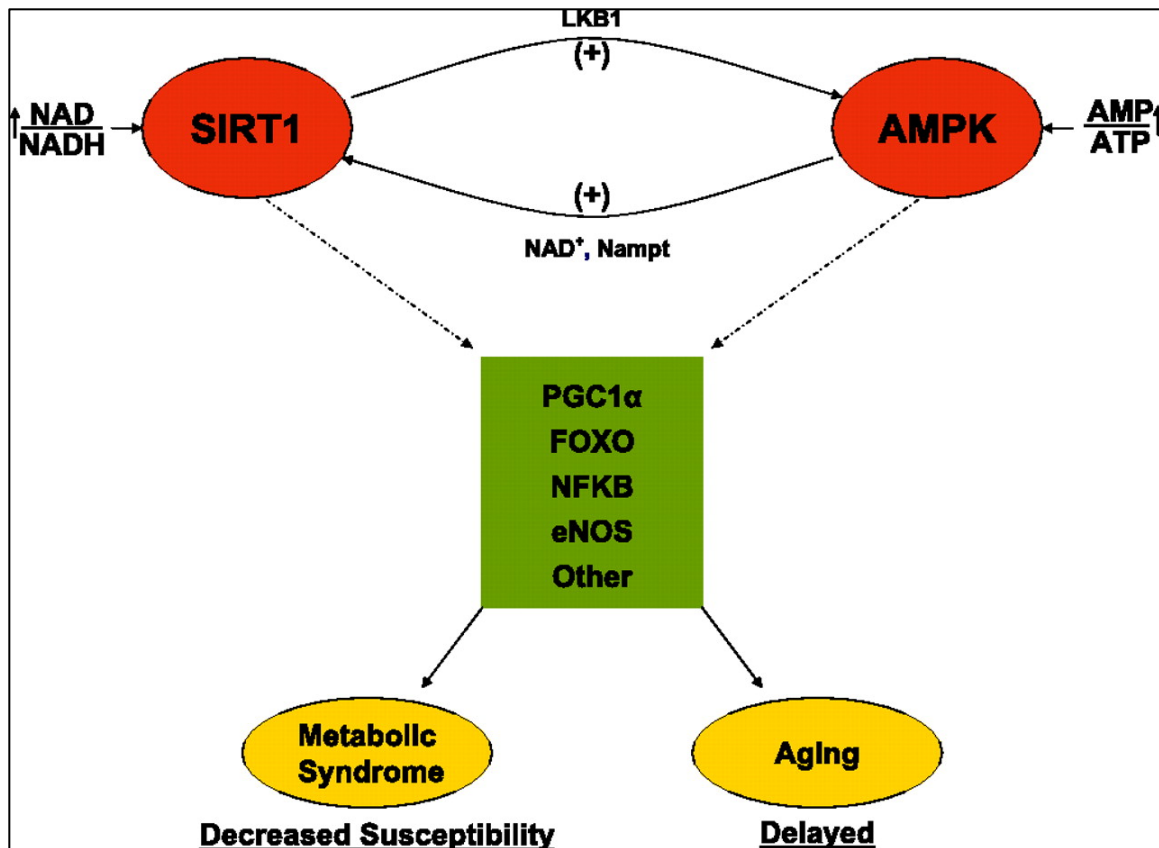 LKB1
(+)
↑NAD
NADH
SIRT1
AMPK
AMP↑
ATP
(+)
NAD⁺, Nampt
PGC1α
FOXO
NFKB
eNOS
Other
Metabolic
Syndrome
Aging
Decreased Susceptibility
Delayed